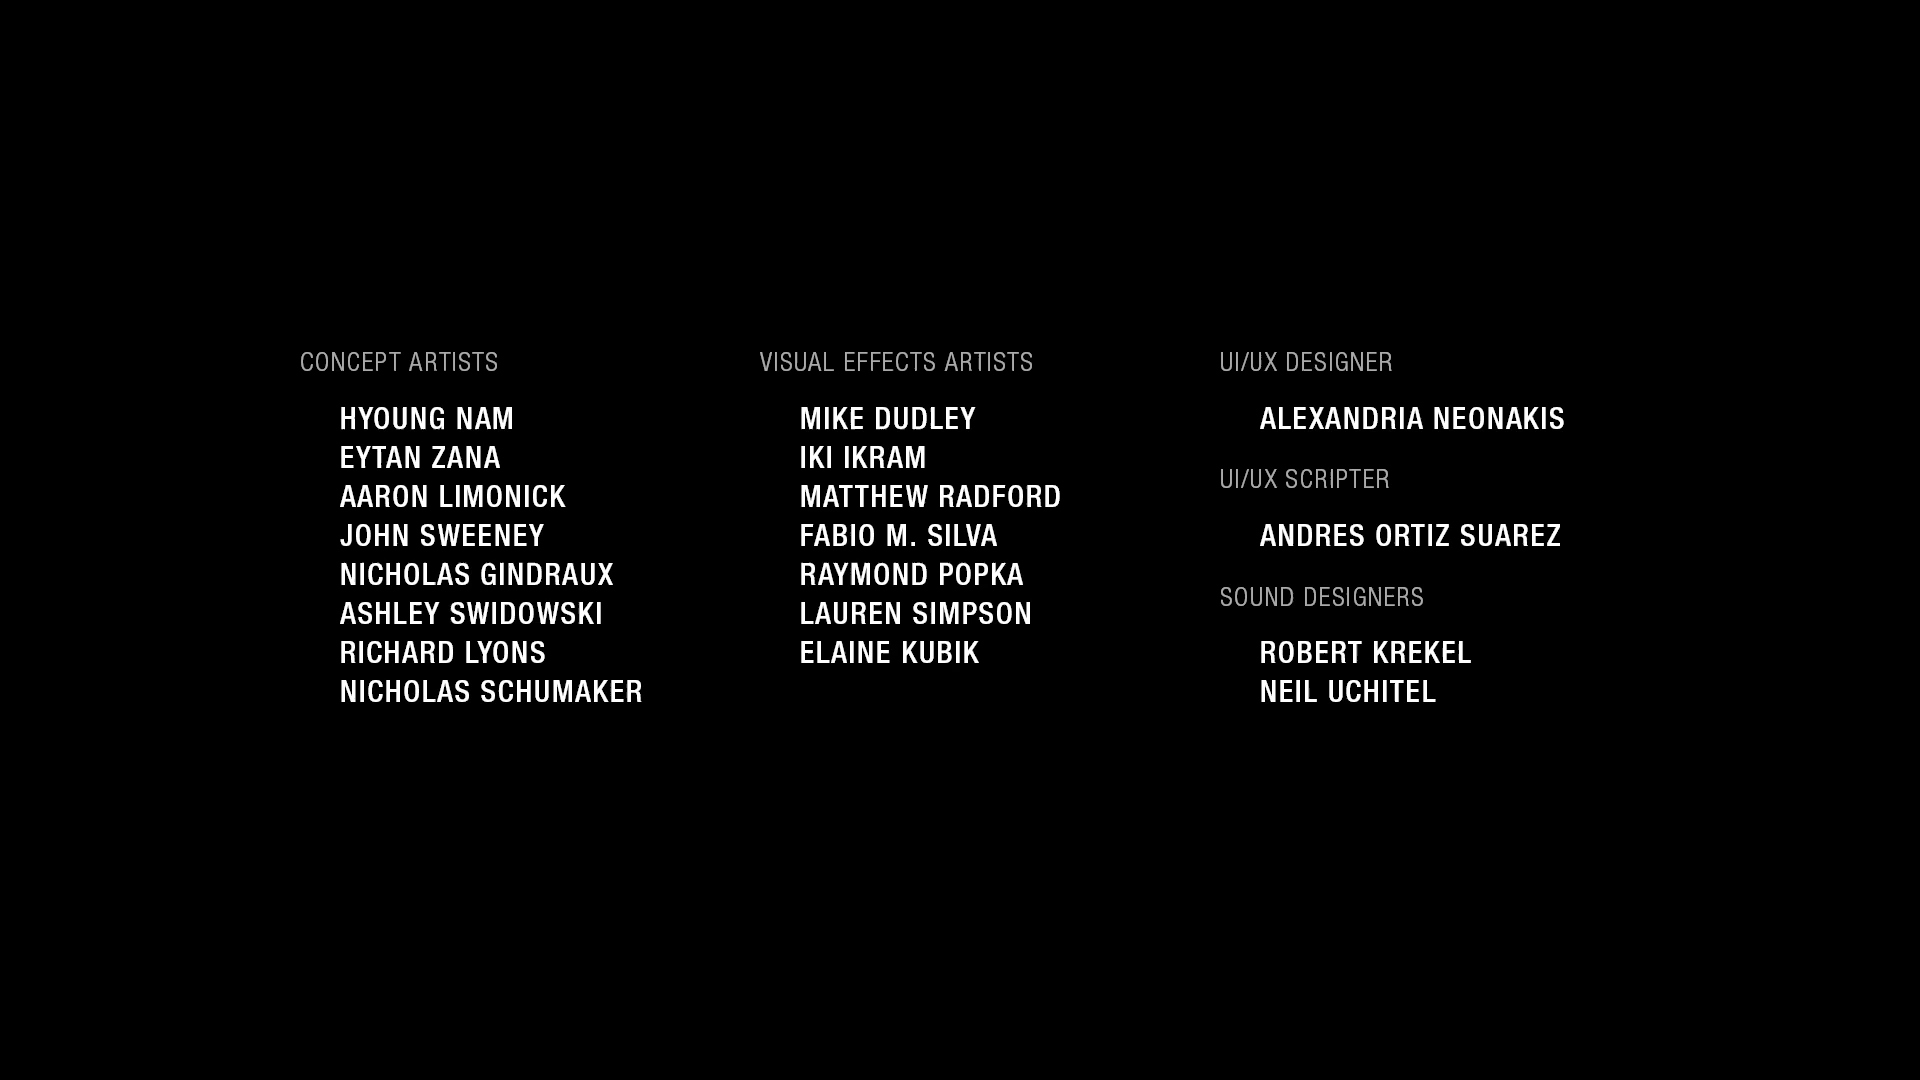 CONCEPT ARTISTS
HYOUNG NAM
EYTAN ZANA
AARON LIMONICK
JOHN SWEENEY
NICHOLAS GINDRAUX
ASHLEY SWIDOWSKI
RICHARD LYONS
NICHOLAS SCHUMAKER
VISUAL EFFECTS ARTISTS
MIKE DUDLEY
IKI IKRAM
MATTHEW RADFORD
FABIO M. SILVA
RAYMOND POPKA
LAUREN SIMPSON
ELAINE KUBIK
UI/UX DESIGNER
ALEXANDRIA NEONAKIS
UI/UX SCRIPTER
ANDRES ORTIZ SUAREZ
SOUND DESIGNERS
ROBERT KREKEL
NEIL UCHITEL